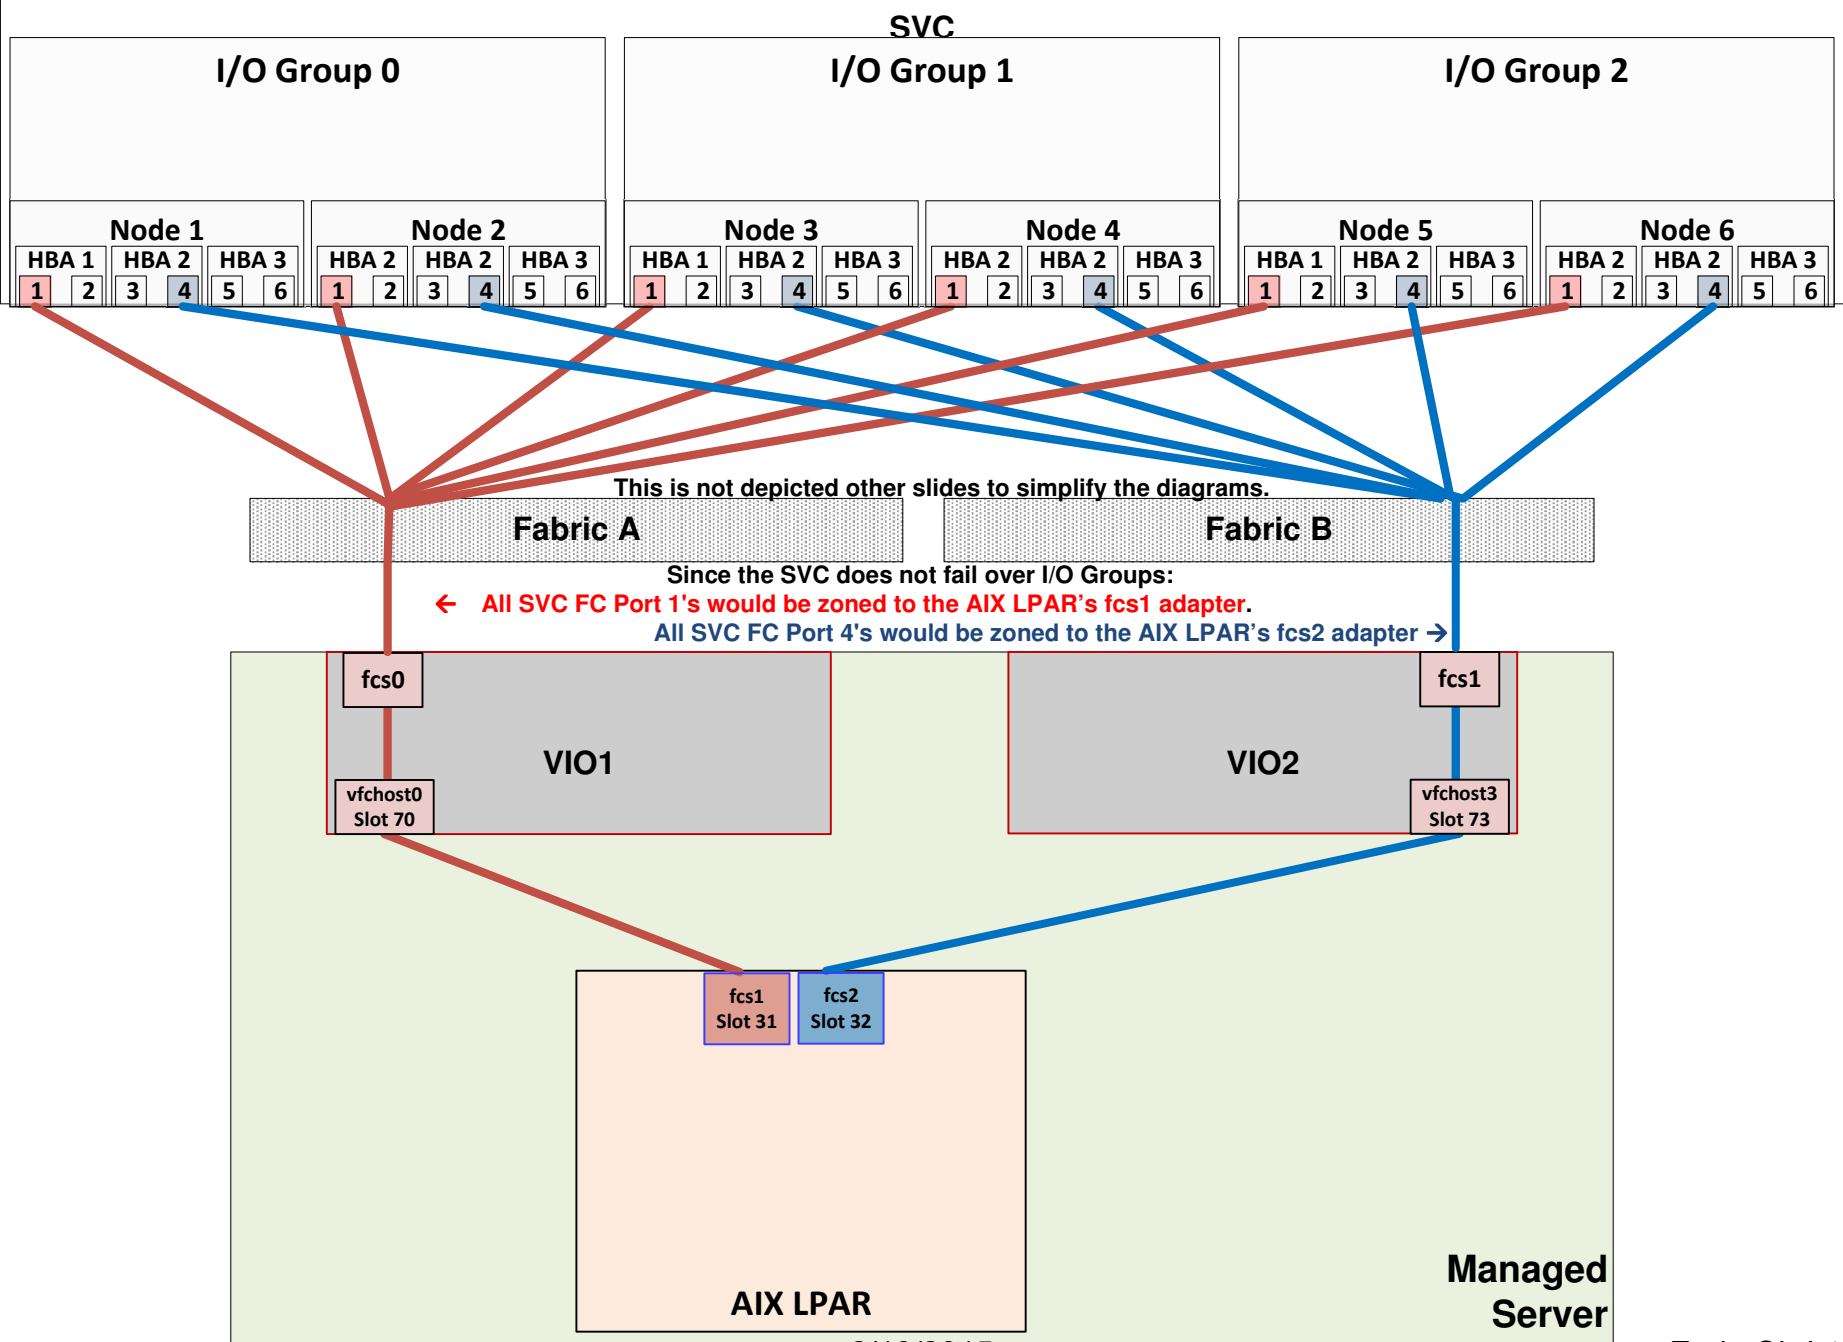 SVC
I/O Group 0
I/O Group 1
I/O Group 2
Node 1
Node 2
Node 3
Node 4
Node 5
Node 6
HBA 1 HBA 2 HBA 3
HBA 2 HBA 2 HBA 3
HBA 1 HBA 2 HBA 3
HBA 2 HBA 2 HBA 3
HBA 1 HBA 2 HBA 3
HBA 2 HBA 2 HBA 3
1 2 3 4 5 6
1 2 3 4 5 6
1 2 3 4 5 6
1 2 3 4 5 6
1 2 3 4 5 6
1 2 3 4 5 6
This is not depicted other slides to simplify the diagrams.
Fabric A
Fabric B
Since the SVC does not fail over I/O Groups:
← All SVC FC Port 1's would be zoned to the AIX LPAR's fcs1 adapter.
All SVC FC Port 4's would be zoned to the AIX LPAR's fcs2 adapter →
fcs0
fcs1
VIO1
VIO2
vfchost0
Slot 70
vfchost3
Slot 73
fcs1
Slot 31
fcs2
Slot 32
AIX LPAR
Managed
Server